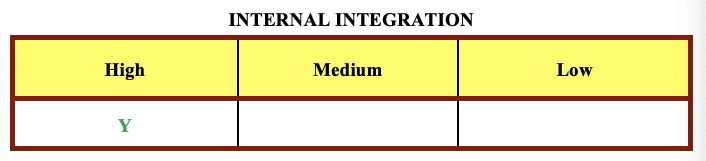 INTERNAL INTEGRATION
High Medium Low
Y